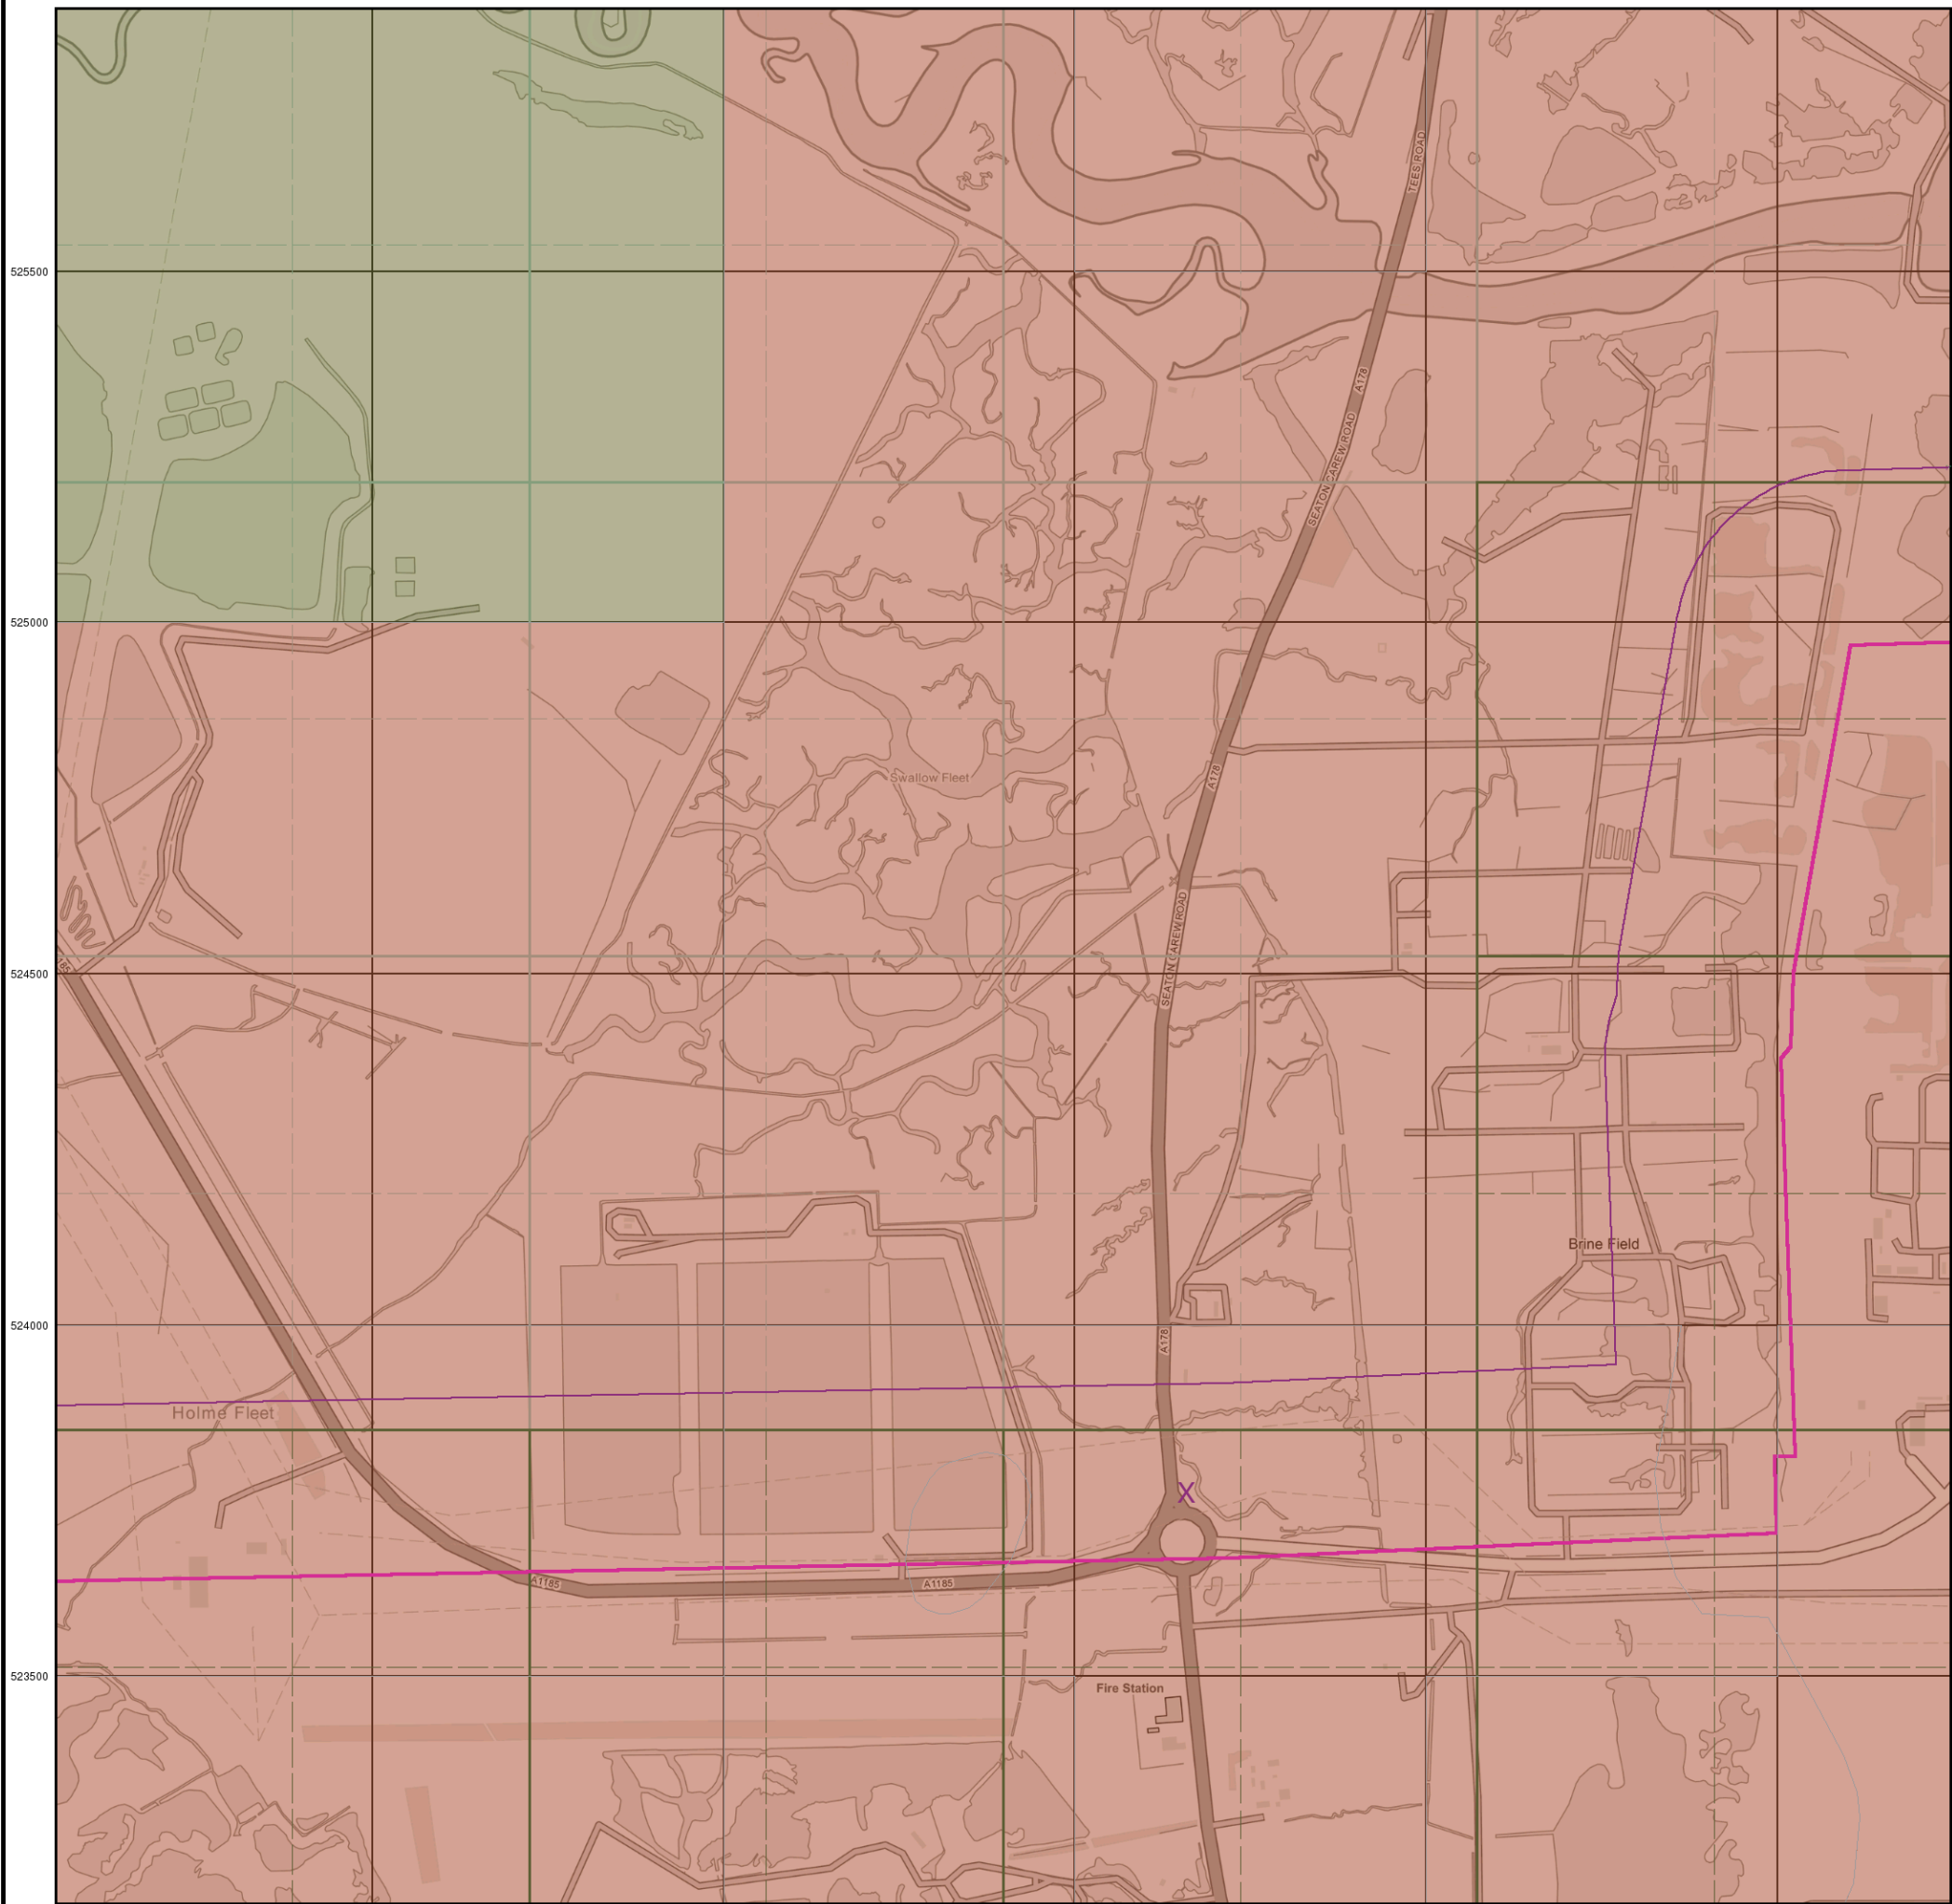 TEES ROAD
525500
A178
SEATON CAREW ROAD
525000
A178
Swallow Fleet
SEATON CAREW ROAD
185
524500
Brine Field
524000
A178
Holme Fleet
X
A1185
A1185
523500
Fire Station